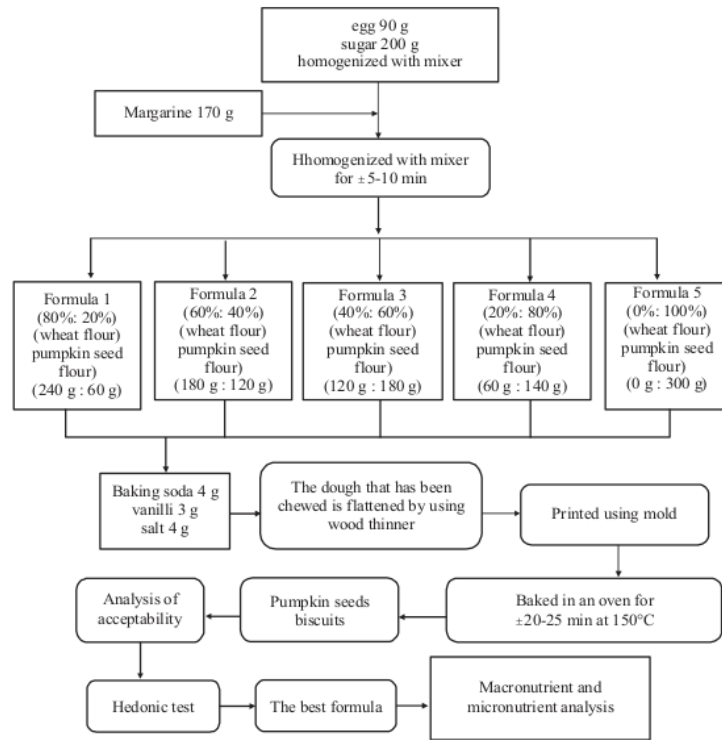 egg 90 g
sugar 200 g
homogenized with mixer
Margarine 170 g
Hhomogenized with mixer
for ±5-10 min
Formula 1
(80%: 20%)
(wheat flour)
pumpkin seed
flour)
(240 g : 60 g)
Formula 2
(60%: 40%)
(wheat flour)
pumpkin seed
flour)
(180 g : 120 g)
Formula 3
(40%: 60%)
(wheat flour)
pumpkin seed
flour)
(120 g : 180 g)
Formula 4
(20%: 80%)
(wheat flour)
pumpkin seed
flour)
(60 g : 140 g)
Formula 5
(0%: 100%)
(wheat flour)
pumpkin seed
flour)
(0 g : 300 g)
Baking soda 4 g
vanilli 3 g
salt 4 g
The dough that has been
chewed is flattened by using
wood thinner
Printed using mold
Baked in an oven for
±20-25 min at 150°C
Pumpkin seeds
biscuits
Analysis of
acceptability
Hedonic test
The best formula
Macronutrient and
micronutrient analysis